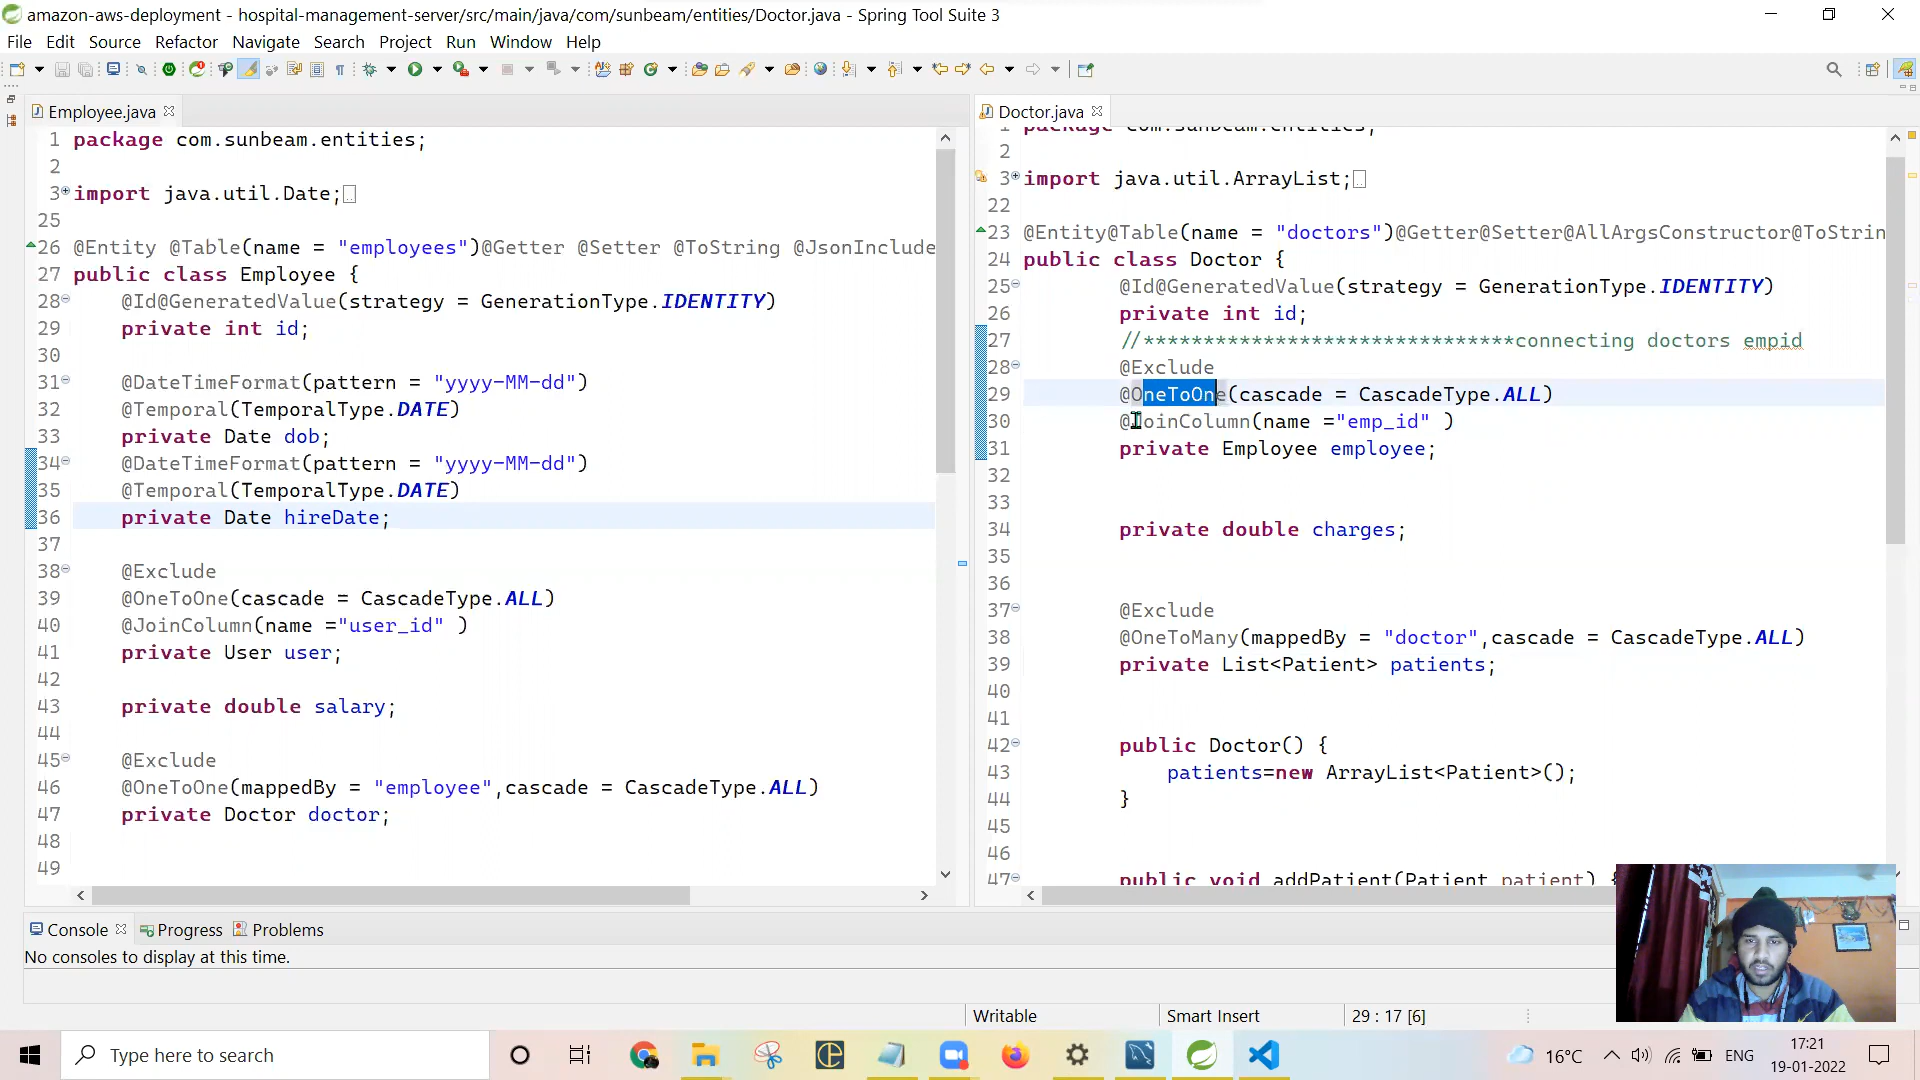 amazon-aws-deployment - hospital-management-server/src/main/java/com/sunbeam/entities/Doctor.java - Spring Tool Suite 3
File Edit Source Refactor Navigate Search Project Run Window Help
Employee.java
1 package com.sunbeam.entities;
2
3 import java.util.Date;
25
26 @Entity @Table(name = "employees")@Getter @Setter @ToString @JsonInclude
27 public class Employee {
28 @Id@GeneratedValue(strategy = GenerationType.IDENTITY)
29 private int id;
30
31 @DateTimeFormat(pattern = "yyyy-MM-dd")
32 @Temporal(TemporalType.DATE)
33 private Date dob;
34 @DateTimeFormat(pattern = "yyyy-MM-dd")
35 @Temporal(TemporalType.DATE)
36 private Date hireDate;
37
38 @Exclude
39 @OneToOne(cascade = CascadeType.ALL)
40 @JoinColumn(name ="user_id" )
41 private User user;
42
43 private double salary;
44
45 @Exclude
46 @OneToOne(mappedBy = "employee",cascade = CascadeType.ALL)
47 private Doctor doctor;
48
49
Doctor.java
1 package com.sunbeam.entities;
2
3 import java.util.ArrayList;
22
23 @Entity@Table(name = "doctors")@Getter@Setter@AllArgsConstructor@ToStrin
24 public class Doctor {
25 @Id@GeneratedValue(strategy = GenerationType.IDENTITY)
26 private int id;
27 //*******************************connecting doctors empid
28 @Exclude
29 @OneToOne(cascade = CascadeType.ALL)
30 @JoinColumn(name ="emp_id" )
31 private Employee employee;
32
33
34 private double charges;
35
36
37 @Exclude
38 @OneToMany(mappedBy = "doctor",cascade = CascadeType.ALL)
39 private List<Patient> patients;
40
41
42 public Doctor() {
43 patients=new ArrayList<Patient>();
44 }
45
46
47 public void addPatient(Patient patient) {
Console Progress Problems
No consoles to display at this time.
Writable Smart Insert 29 : 17 [6]
Type here to search
16°C ENG
17:21
19-01-2022